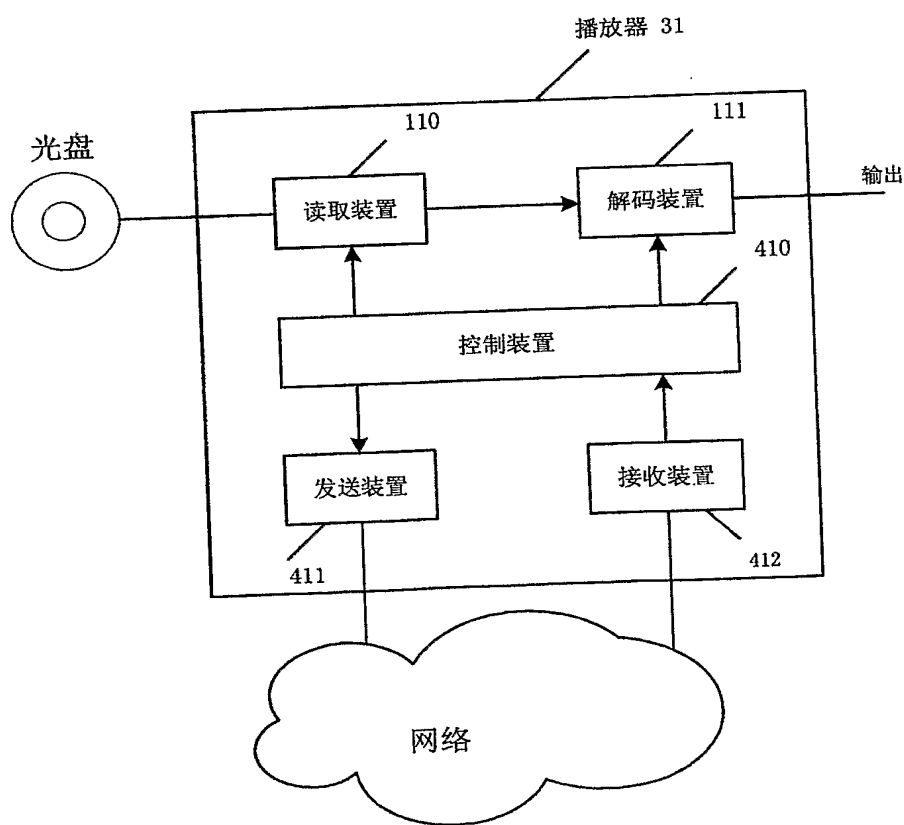 播放器 31
110
111
光盘
读取装置
解码装置
输出
410
控制装置
发送装置
接收装置
411
412
网络